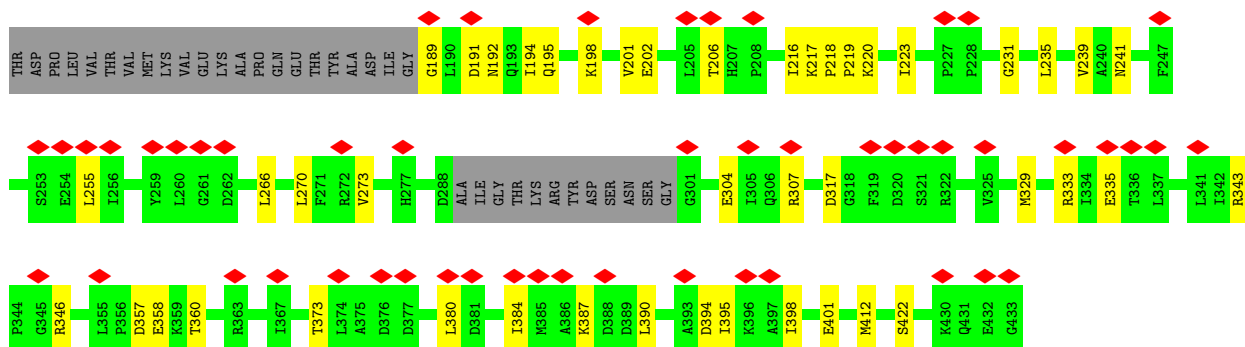 THR ASP PRO LEU VAL THR VAL MET LYS VAL GLU LYS ALA PRO GLN GLU THR TYR ALA ASP ILE GLY G189 L190 D191 N192 Q193 I194 Q195 K198 V201 E202 L205 T206 H207 P208 I216 K217 P218 P219 K220 I223 P227 P228 G231 L235 V239 A240 N241 F247
S253 E254 L255 I256 Y259 L260 G261 D262 L266 L270 F271 R272 V273 H277 D288 ALA ILE GLY THR LYS ARG TYR ASP SER ASN SER GLY G301 E304 I305 Q306 R307 D317 G318 F319 D320 S321 R322 V325 M329 R333 I334 E335 T336 L337 L341 I342 R343
P344 G345 R346 L355 P356 D357 E358 K359 T360 R363 I367 T373 L374 A375 D376 D377 L380 D381 I384 M385 A386 K387 D388 D389 L390 A393 D394 I395 K396 A397 I398 E401 M412 S422 K430 Q431 E432 G433